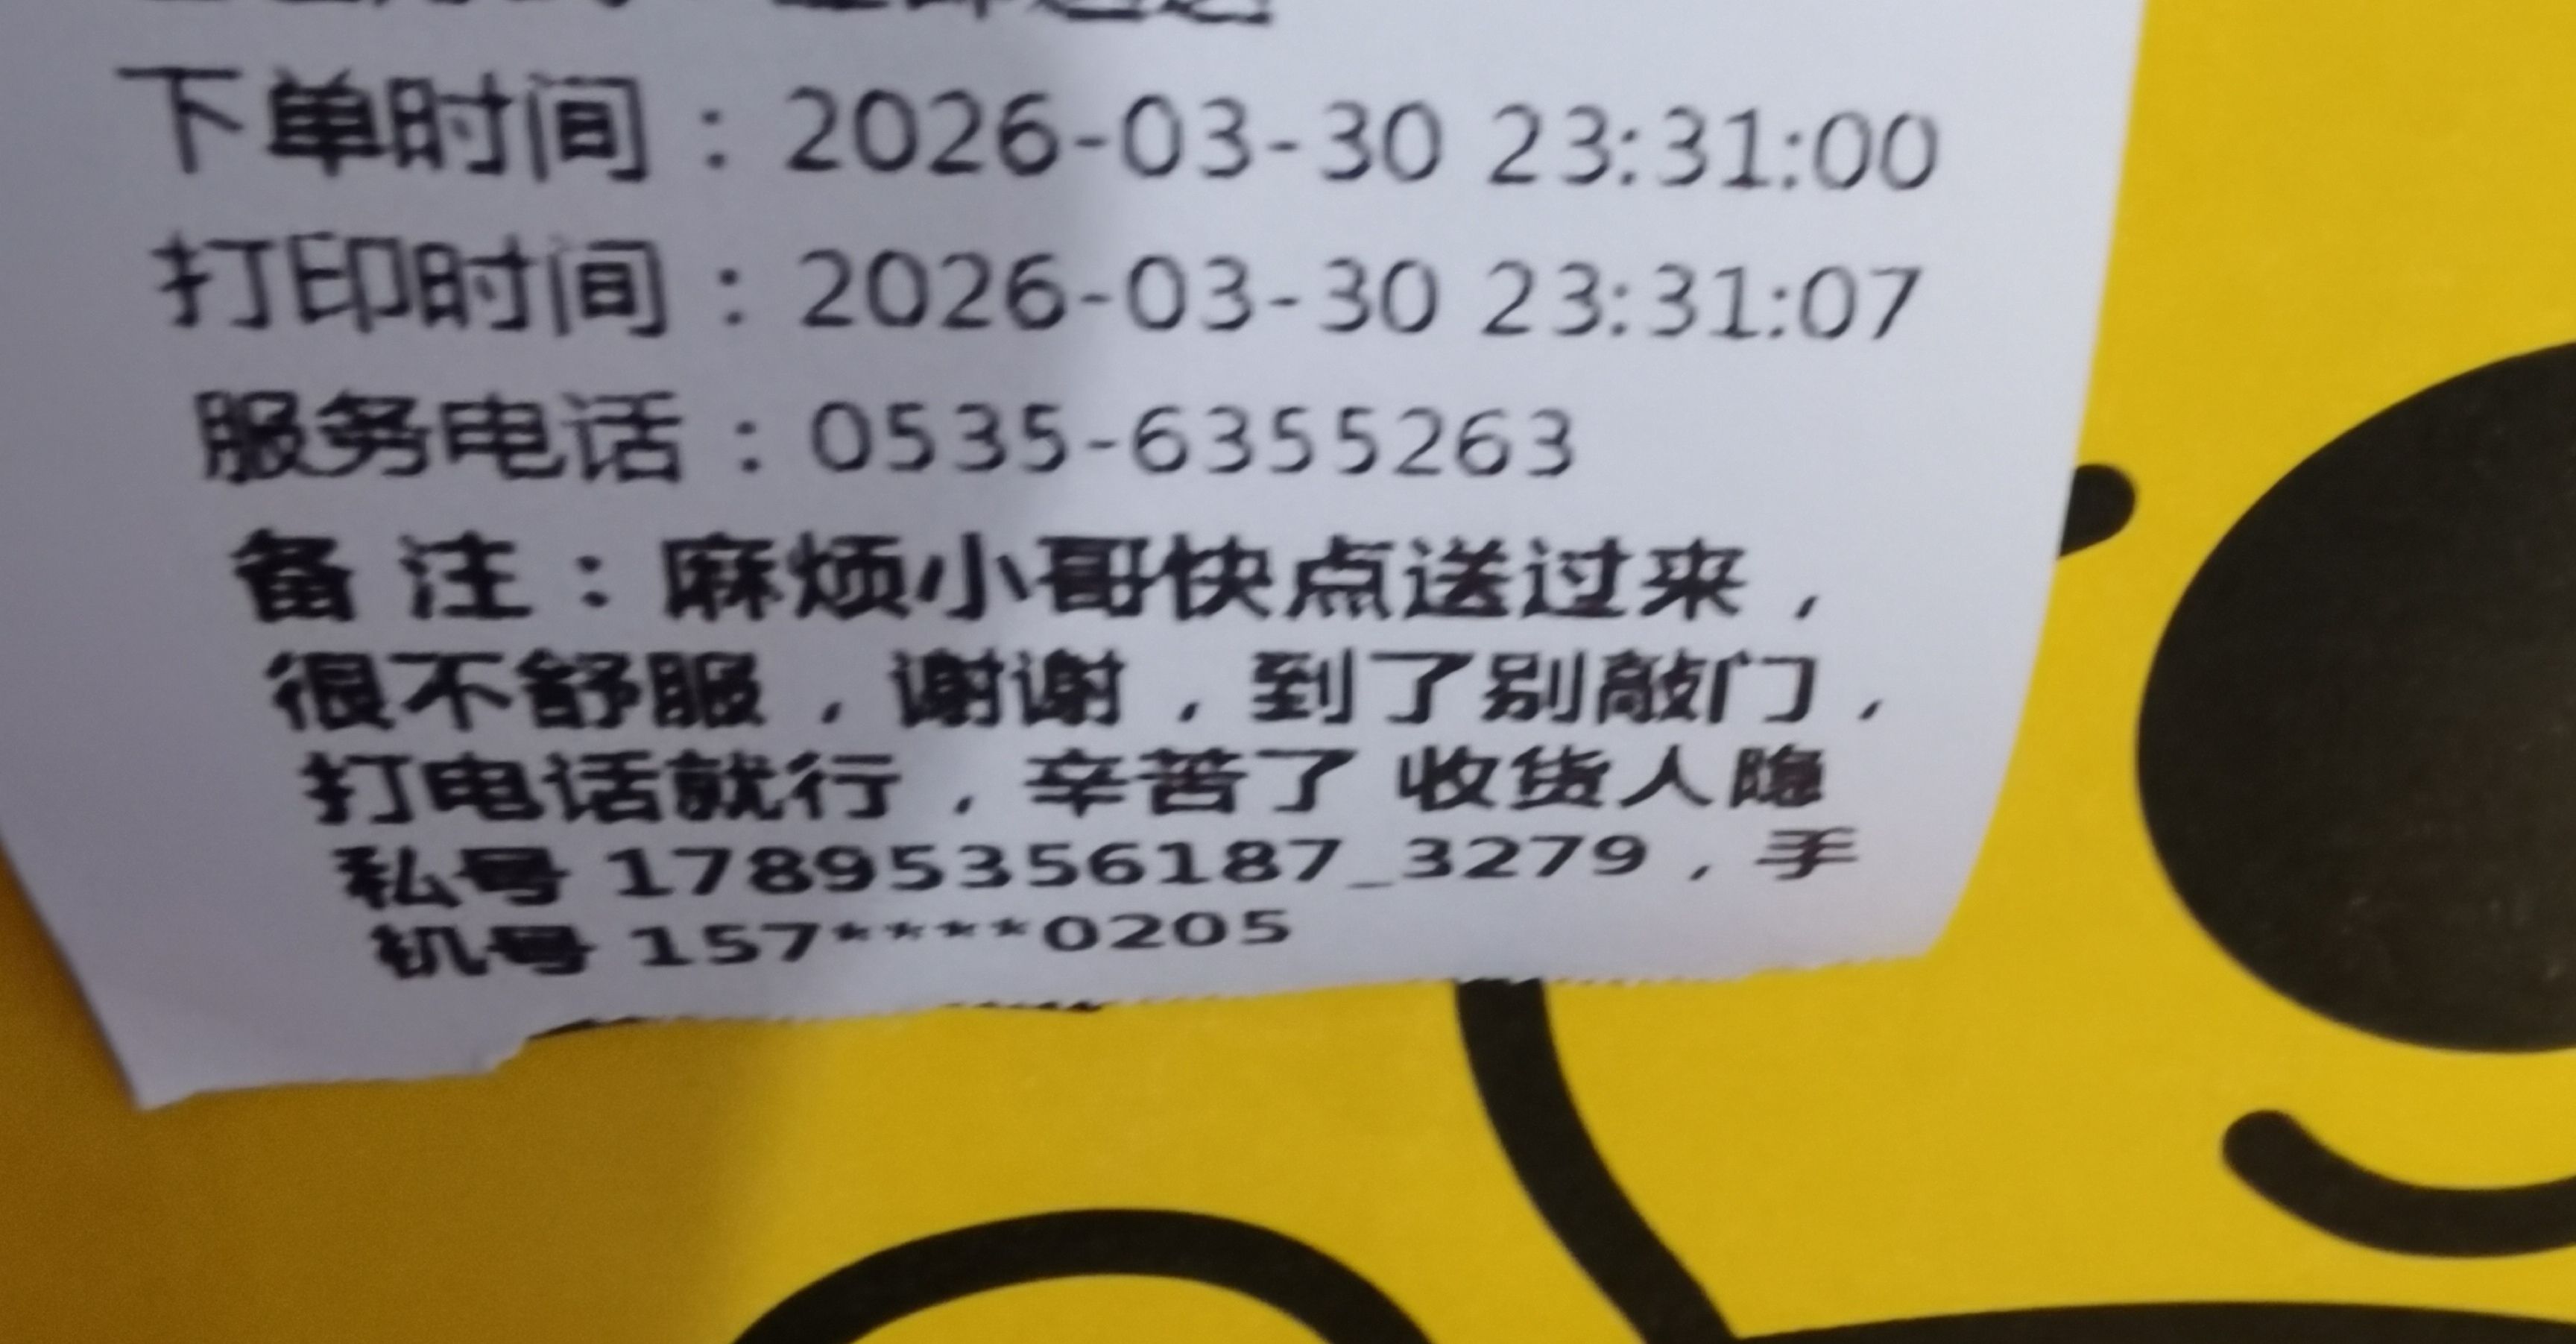 下单时间：2026-03-30 23:31:00
打印时间：2026-03-30 23:31:07
服务电话：0535-6355263
备 注：麻烦小哥快点送过来，
很不舒服，谢谢，到了别敲门，
打电话就行，辛苦了 收货人隐
私号 17895356187_3279，手
机号 157****0205